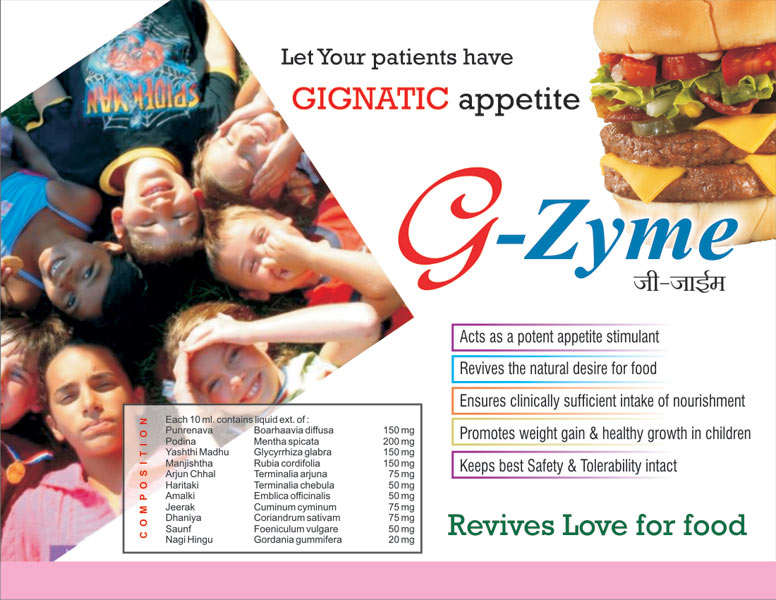 SPIDER-MAN
Let Your patients have
GIGNATIC appetite
G-Zyme
जी-जाईम
Acts as a potent appetite stimulant
Revives the natural desire for food
Ensures clinically sufficient intake of nourishment
Promotes weight gain & healthy growth in children
Keeps best Safety & Tolerability intact
COMPOSITION
Each 10 ml. contains liquid ext. of :
Punrenava Boarhaavia diffusa 150 mg
Podina Mentha spicata 200 mg
Yashthi Madhu Glycyrrhiza glabra 150 mg
Manjishtha Rubia cordifolia 150 mg
Arjun Chhal Terminalia arjuna 75 mg
Haritaki Terminalia chebula 50 mg
Amalki Emblica officinalis 50 mg
Jeerak Cuminum cyminum 75 mg
Dhaniya Coriandrum sativam 75 mg
Saunf Foeniculum vulgare 50 mg
Nagi Hingu Gordania gummifera 20 mg
Revives Love for food